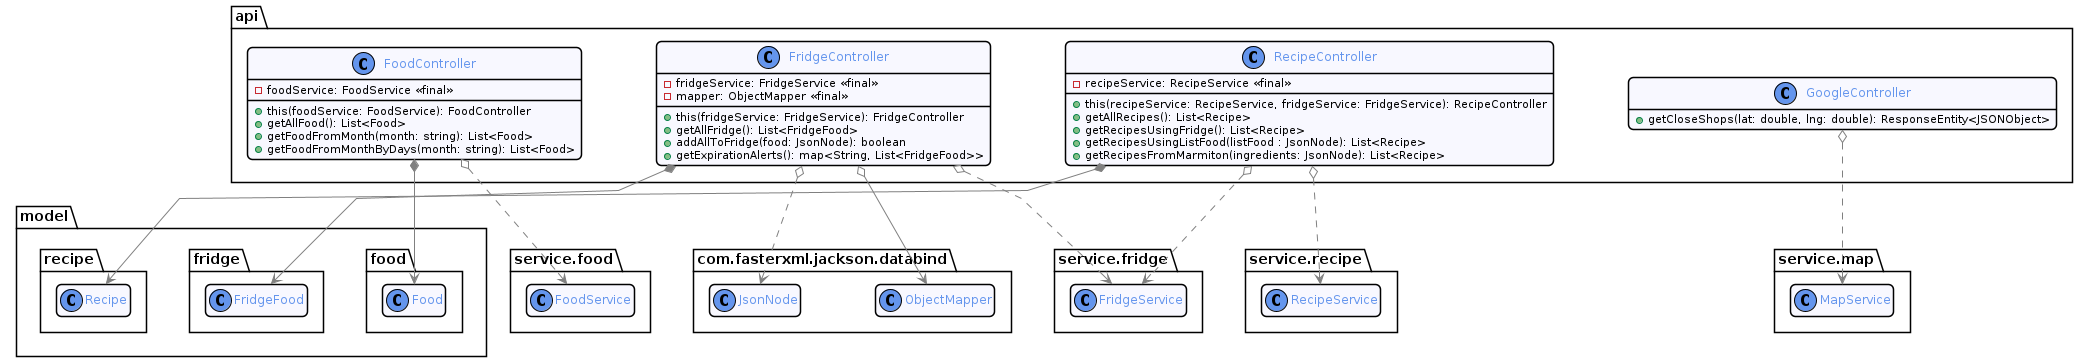 api
C FoodController
foodService: FoodService «final»
this(foodService: FoodService): FoodController
getAllFood(): List<Food>
getFoodFromMonth(month: string): List<Food>
getFoodFromMonthByDays(month: string): List<Food>
C FridgeController
fridgeService: FridgeService «final»
mapper: ObjectMapper «final»
this(fridgeService: FridgeService): FridgeController
getAllFridge(): List<FridgeFood>
addAllToFridge(food: JsonNode): boolean
getExpirationAlerts(): map<String, List<FridgeFood>>
C RecipeController
recipeService: RecipeService «final»
this(recipeService: RecipeService, fridgeService: FridgeService): RecipeController
getAllRecipes(): List<Recipe>
getRecipesUsingFridge(): List<Recipe>
getRecipesUsingListFood(listFood : JsonNode): List<Recipe>
getRecipesFromMarmiton(ingredients: JsonNode): List<Recipe>
C GoogleController
getCloseShops(lat: double, lng: double): ResponseEntity<JSONObject>
model
recipe
C Recipe
fridge
C FridgeFood
food
C Food
service.food
C FoodService
com.fasterxml.jackson.databind
C JsonNode
C ObjectMapper
service.fridge
C FridgeService
service.recipe
C RecipeService
service.map
C MapService